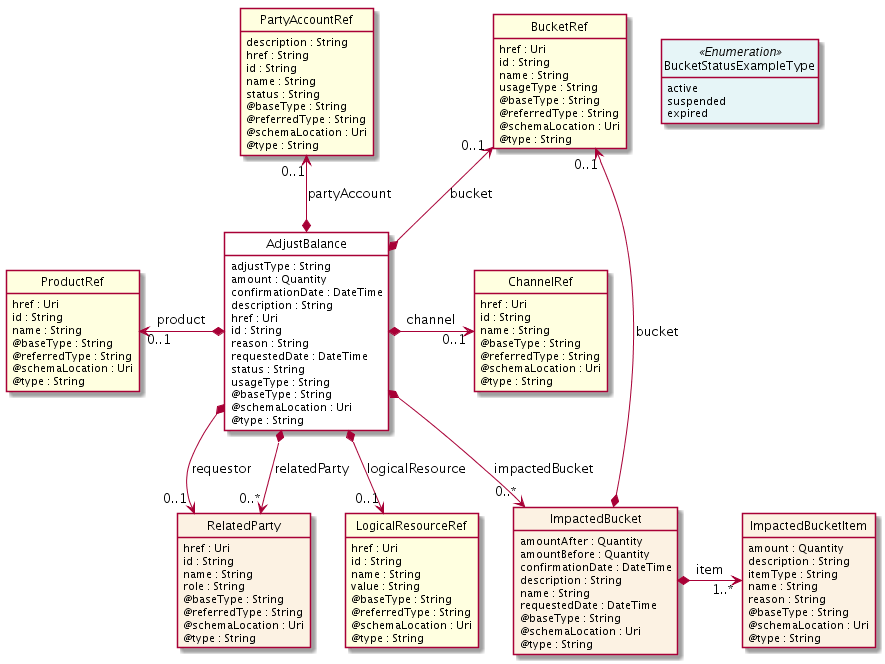 PartyAccountRef
description : String
href : String
id : String
name : String
status : String
@baseType : String
@referredType : String
@schemaLocation : Uri
@type : String
BucketRef
href : Uri
id : String
name : String
usageType : String
@baseType : String
@referredType : String
@schemaLocation : Uri
@type : String
«Enumeration»
BucketStatusExampleType
active
suspended
expired
0..1
0..1
0..1
partyAccount
bucket
AdjustBalance
adjustType : String
amount : Quantity
confirmationDate : DateTime
description : String
href : Uri
id : String
reason : String
requestedDate : DateTime
status : String
usageType : String
@baseType : String
@schemaLocation : Uri
@type : String
ProductRef
href : Uri
id : String
name : String
@baseType : String
@referredType : String
@schemaLocation : Uri
@type : String
product
0..1
channel
0..1
ChannelRef
href : Uri
id : String
name : String
@baseType : String
@referredType : String
@schemaLocation : Uri
@type : String
bucket
requestor
0..1
relatedParty
0..*
logicalResource
0..1
impactedBucket
0..*
RelatedParty
href : Uri
id : String
name : String
role : String
@baseType : String
@referredType : String
@schemaLocation : Uri
@type : String
LogicalResourceRef
href : Uri
id : String
name : String
value : String
@baseType : String
@referredType : String
@schemaLocation : Uri
@type : String
ImpactedBucket
amountAfter : Quantity
amountBefore : Quantity
confirmationDate : DateTime
description : String
name : String
requestedDate : DateTime
@baseType : String
@schemaLocation : Uri
@type : String
item
1..*
ImpactedBucketItem
amount : Quantity
description : String
itemType : String
name : String
reason : String
@baseType : String
@schemaLocation : Uri
@type : String